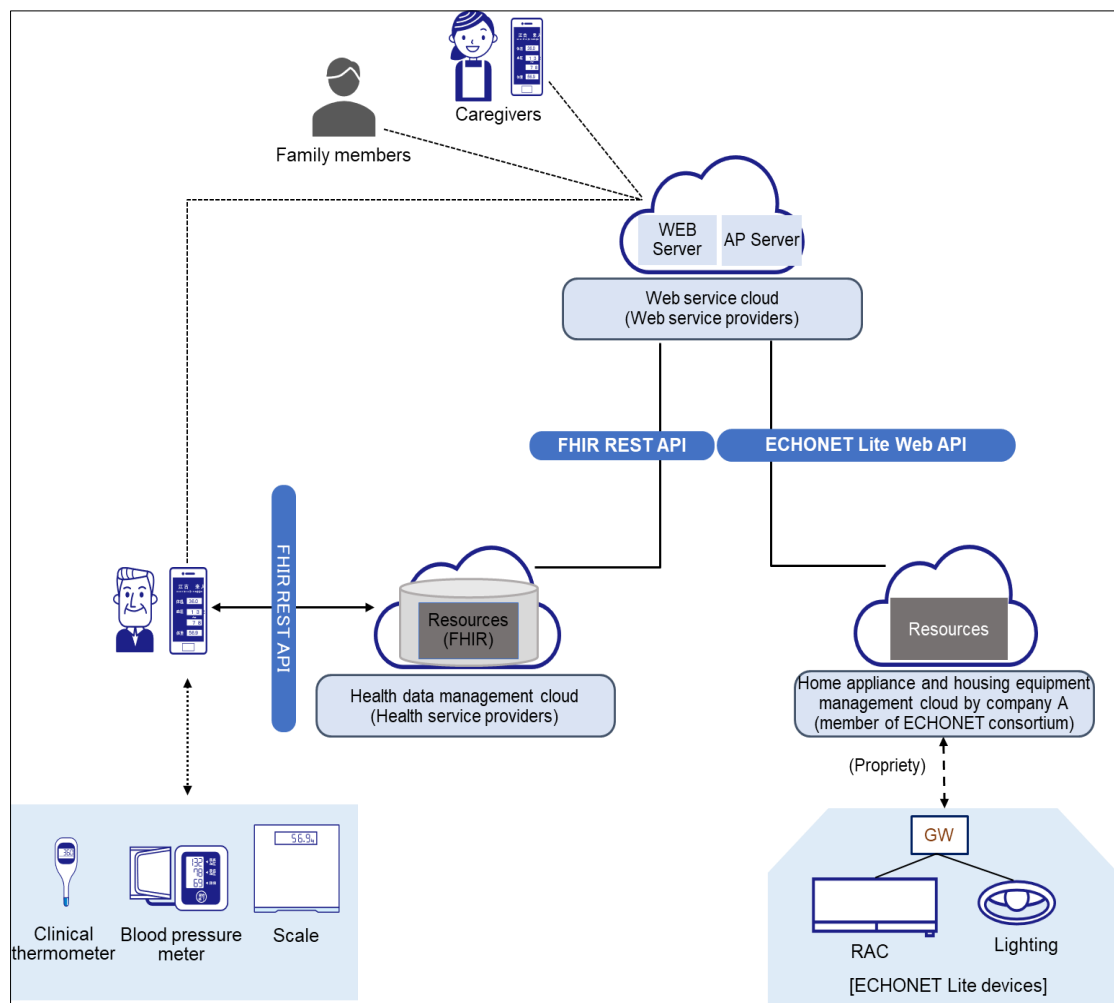 Caregivers
Family members
WEB
Server
AP Server
Web service cloud
(Web service providers)
FHIR REST API
ECHONET Lite Web API
FHIR REST API
Resources
(FHIR)
Resources
Health data management cloud
(Health service providers)
Home appliance and housing equipment
management cloud by company A
(member of ECHONET consortium)
(Propriety)
GW
56.9
Clinical
thermometer
Blood pressure
meter
Scale
RAC
Lighting
[ECHONET Lite devices]